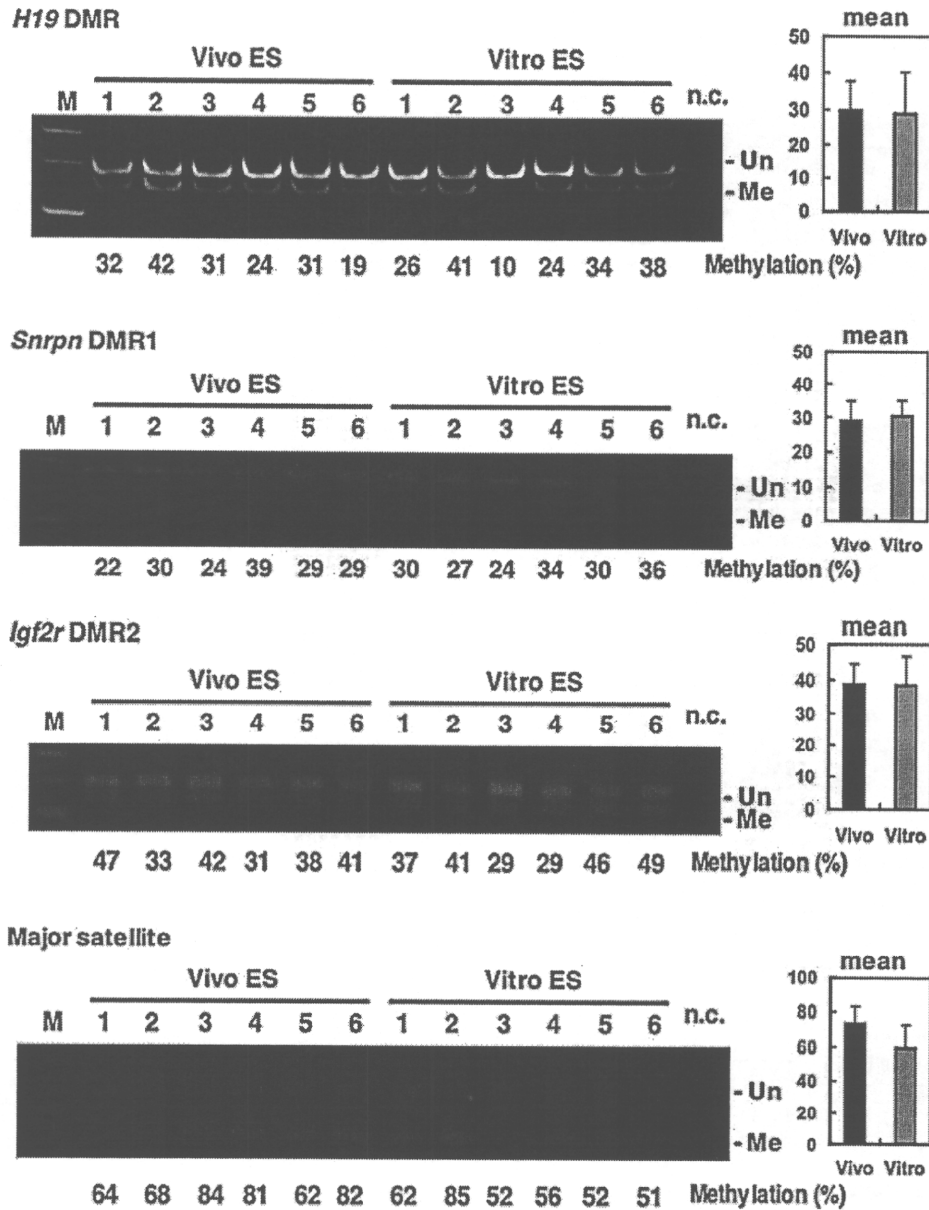 H19 DMR
mean
Vivo ES Vitro ES
M 1 2 3 4 5 6 1 2 3 4 5 6 n.c.
- Un
- Me
50
40
30
20
10
0
Vivo Vitro
32 42 31 24 31 19 26 41 10 24 34 38 Methylation (%)
Snrpn DMR1
mean
Vivo ES Vitro ES
M 1 2 3 4 5 6 1 2 3 4 5 6 n.c.
- Un
- Me
50
40
30
20
10
0
Vivo Vitro
22 30 24 39 29 29 30 27 24 34 30 36 Methylation (%)
Igf2r DMR2
mean
Vivo ES Vitro ES
M 1 2 3 4 5 6 1 2 3 4 5 6 n.c.
- Un
- Me
50
40
30
20
10
0
Vivo Vitro
47 33 42 31 38 41 37 41 29 29 46 49 Methylation (%)
Major satellite
mean
Vivo ES Vitro ES
M 1 2 3 4 5 6 1 2 3 4 5 6 n.c.
- Un
- Me
100
80
60
40
20
0
Vivo Vitro
64 68 84 81 62 82 62 85 52 56 52 51 Methylation (%)